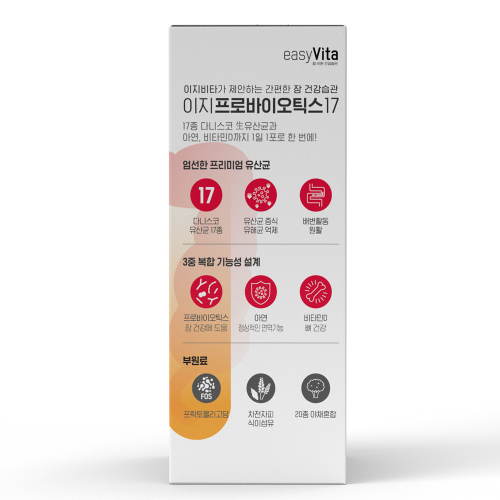 easyVita
이지비타가 제안하는 간편한 장 건강습관
이지프로바이오틱스17
17종 다니스코 生유산균과
아연, 비타민D까지 1일 1포로 한 번에!
엄선한 프리미엄 유산균
17
다니스코
유산균 17종
유산균 증식
유해균 억제
배변활동
원활
3중 복합 기능성 설계
프로바이오틱스
장 건강에 도움
아연
정상적인 면역기능
비타민D
뼈 건강
부원료
FOS
프락토올리고당
차전자피
식이섬유
20종 야채혼합